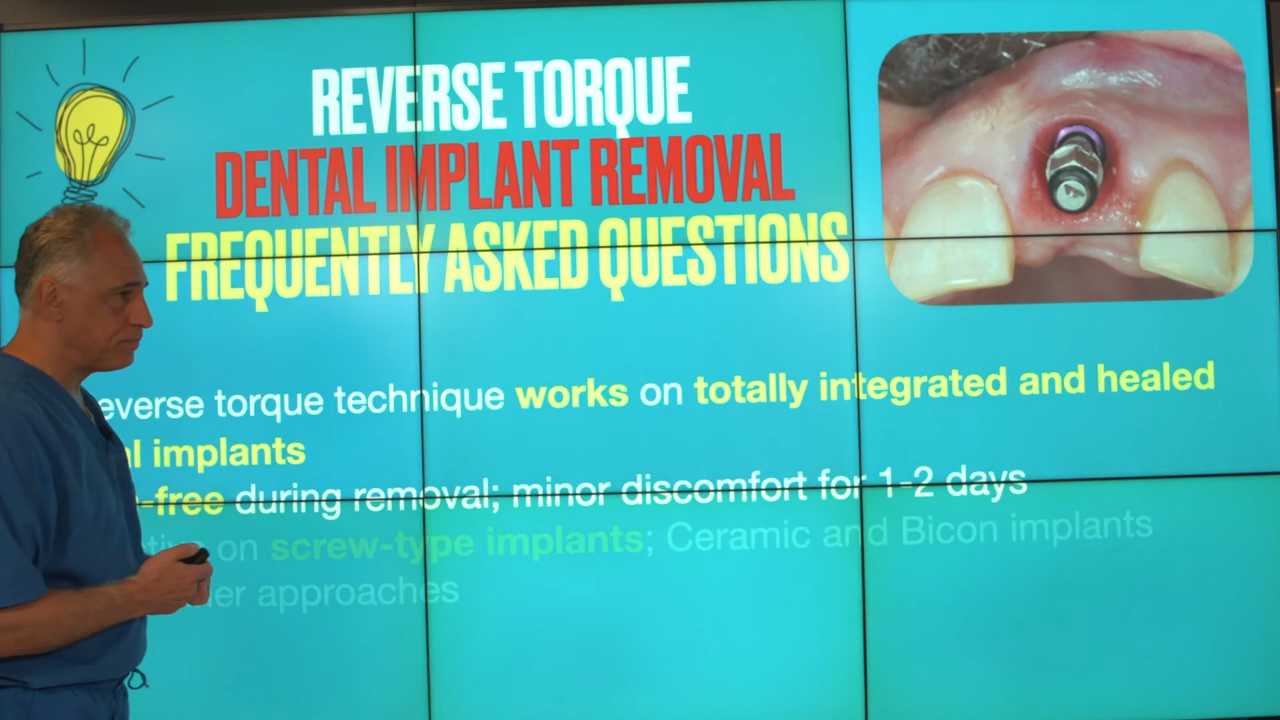 REVERSE TORQUE
DENTAL IMPLANT REMOVAL
FREQUENTLY ASKED QUESTIONS
everse torque technique works on totally integrated and healed
al implants
-free during removal; minor discomfort for 1-2 days
on screw-type implants; Ceramic and Bicon implants
er approaches